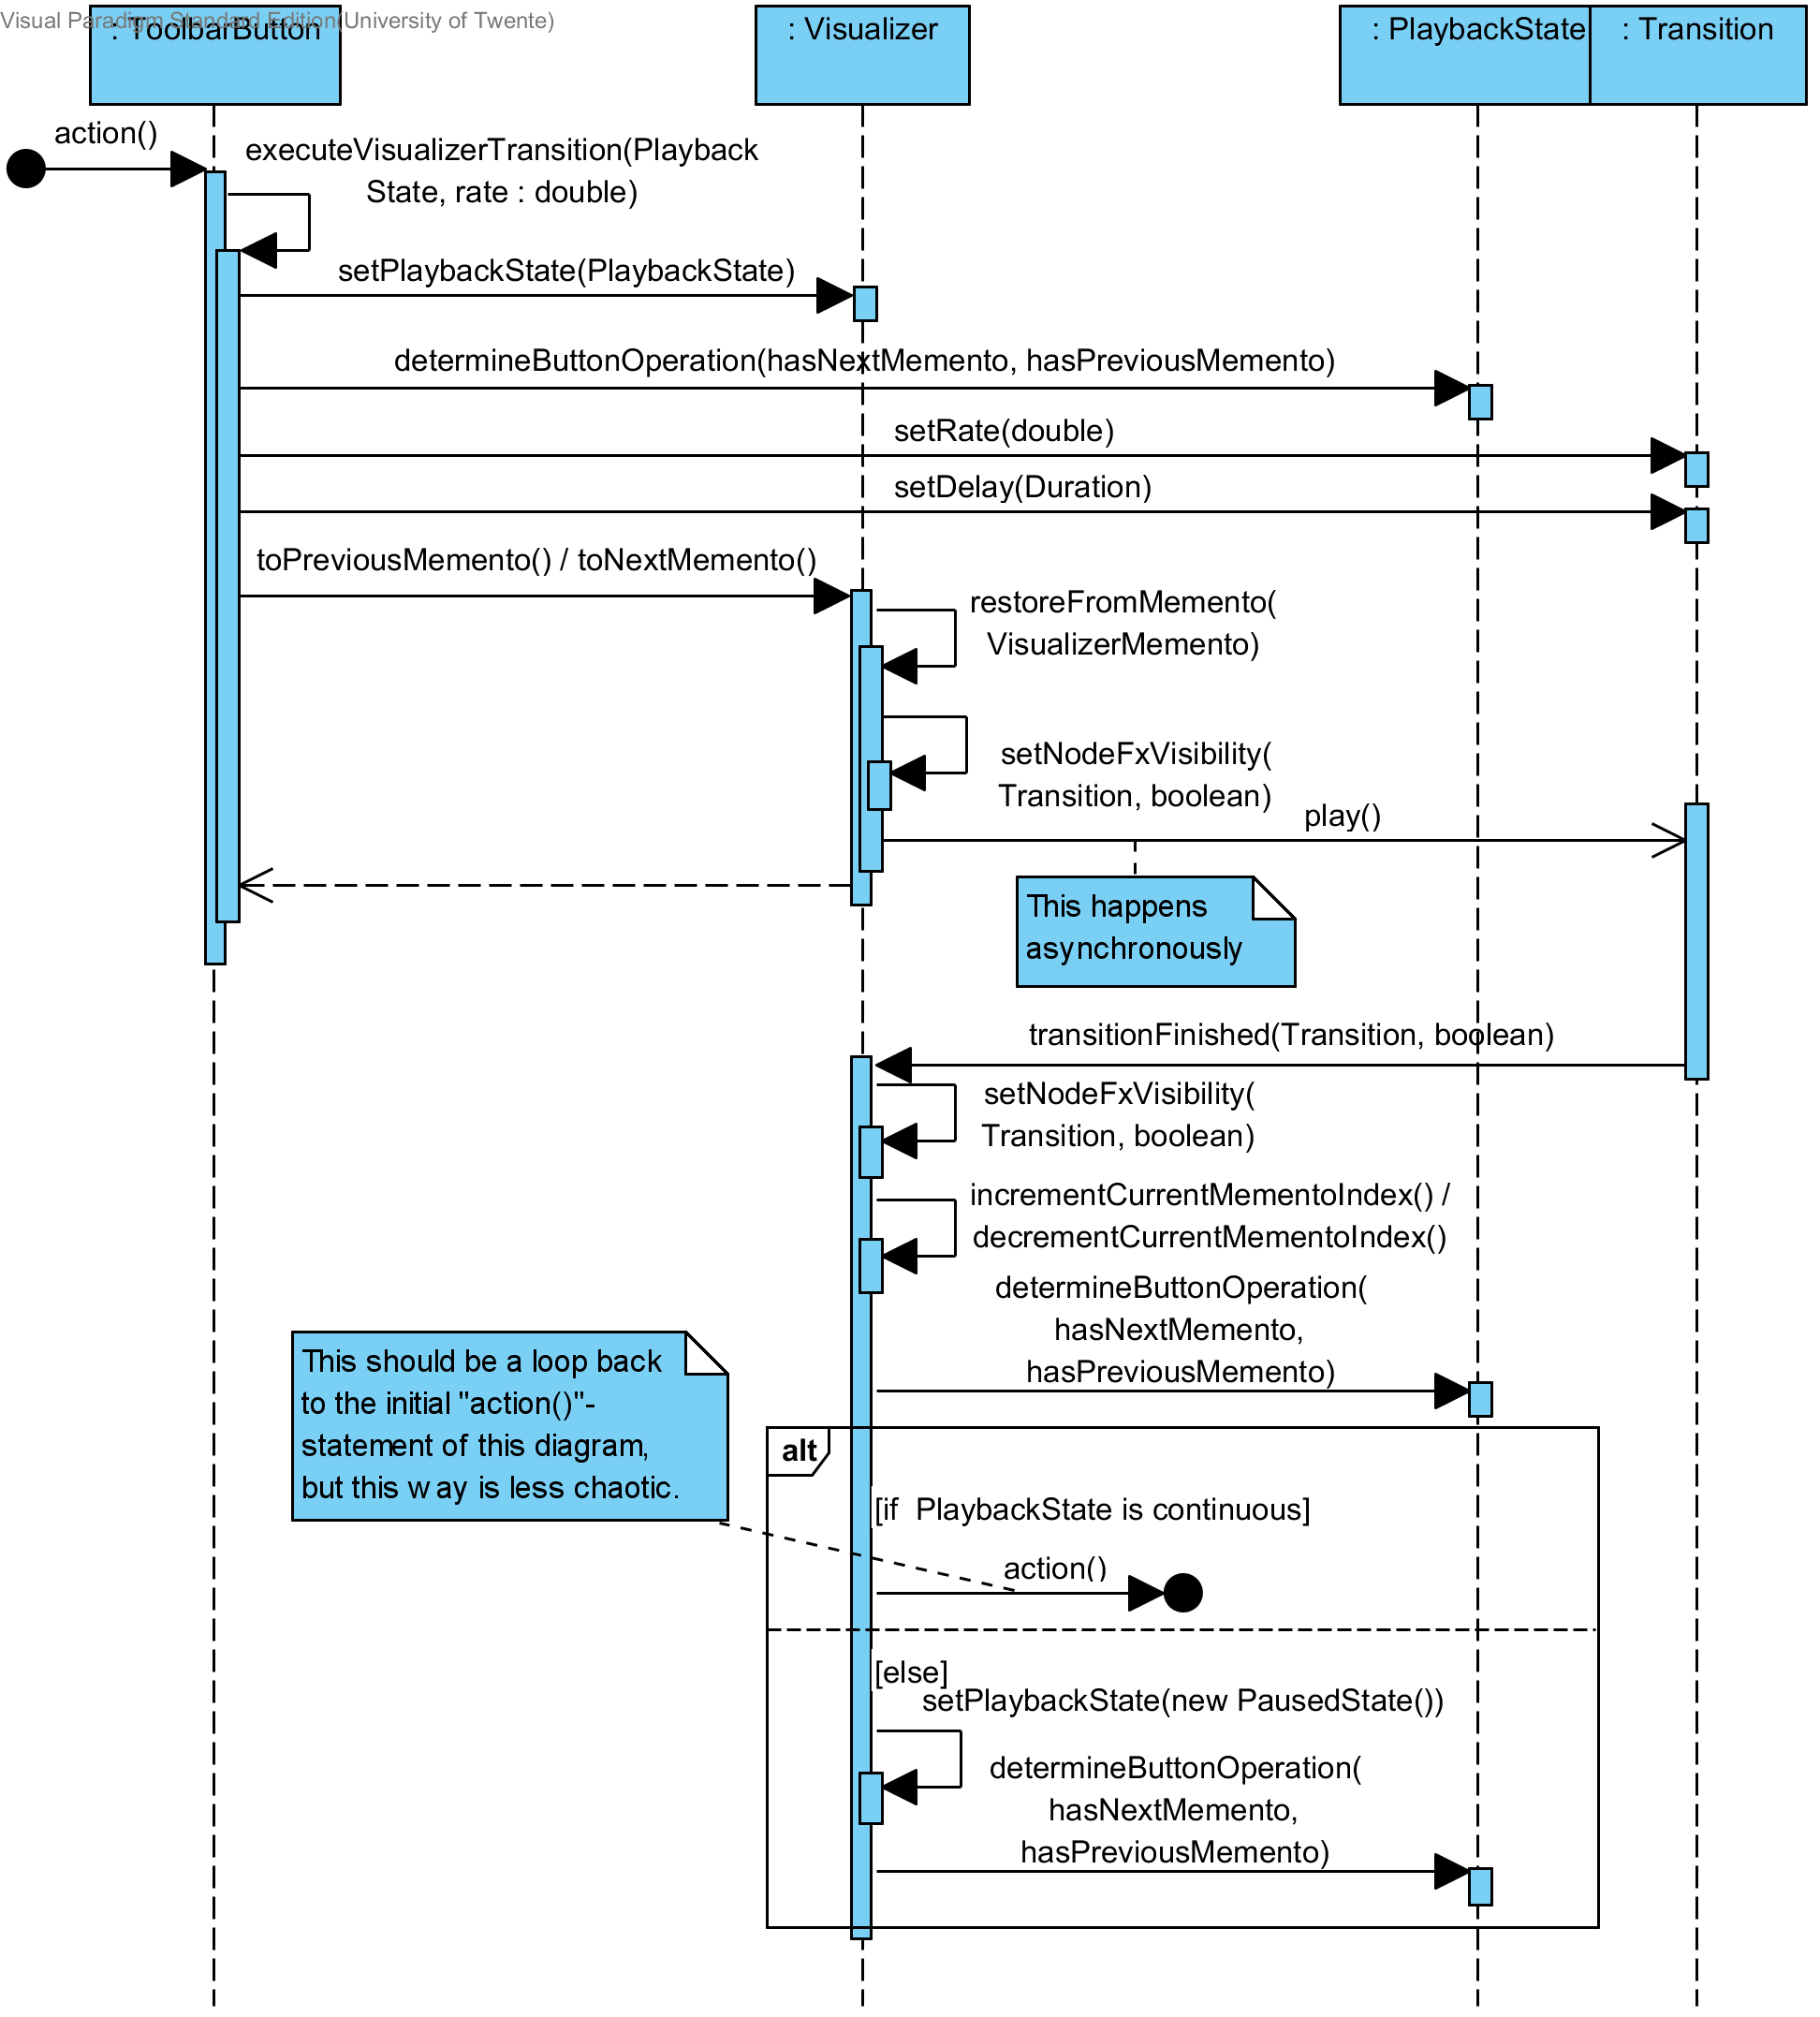 Visual Paradigm Standard Edition(University of Twente)
: ToolbarButton
: Visualizer
: PlaybackState
: Transition
action()
executeVisualizerTransition(Playback
State, rate : double)
setPlaybackState(PlaybackState)
determineButtonOperation(hasNextMemento, hasPreviousMemento)
setRate(double)
setDelay(Duration)
toPreviousMemento() / toNextMemento()
restoreFromMemento(
VisualizerMemento)
setNodeFxVisibility(
Transition, boolean)
play()
This happens
asynchronously
transitionFinished(Transition, boolean)
setNodeFxVisibility(
Transition, boolean)
incrementCurrentMementoIndex() /
decrementCurrentMementoIndex()
determineButtonOperation(
hasNextMemento,
hasPreviousMemento)
This should be a loop back
to the initial "action()"-
statement of this diagram,
but this way is less chaotic.
alt
[if  PlaybackState is continuous]
action()
[else]
setPlaybackState(new PausedState())
determineButtonOperation(
hasNextMemento,
hasPreviousMemento)